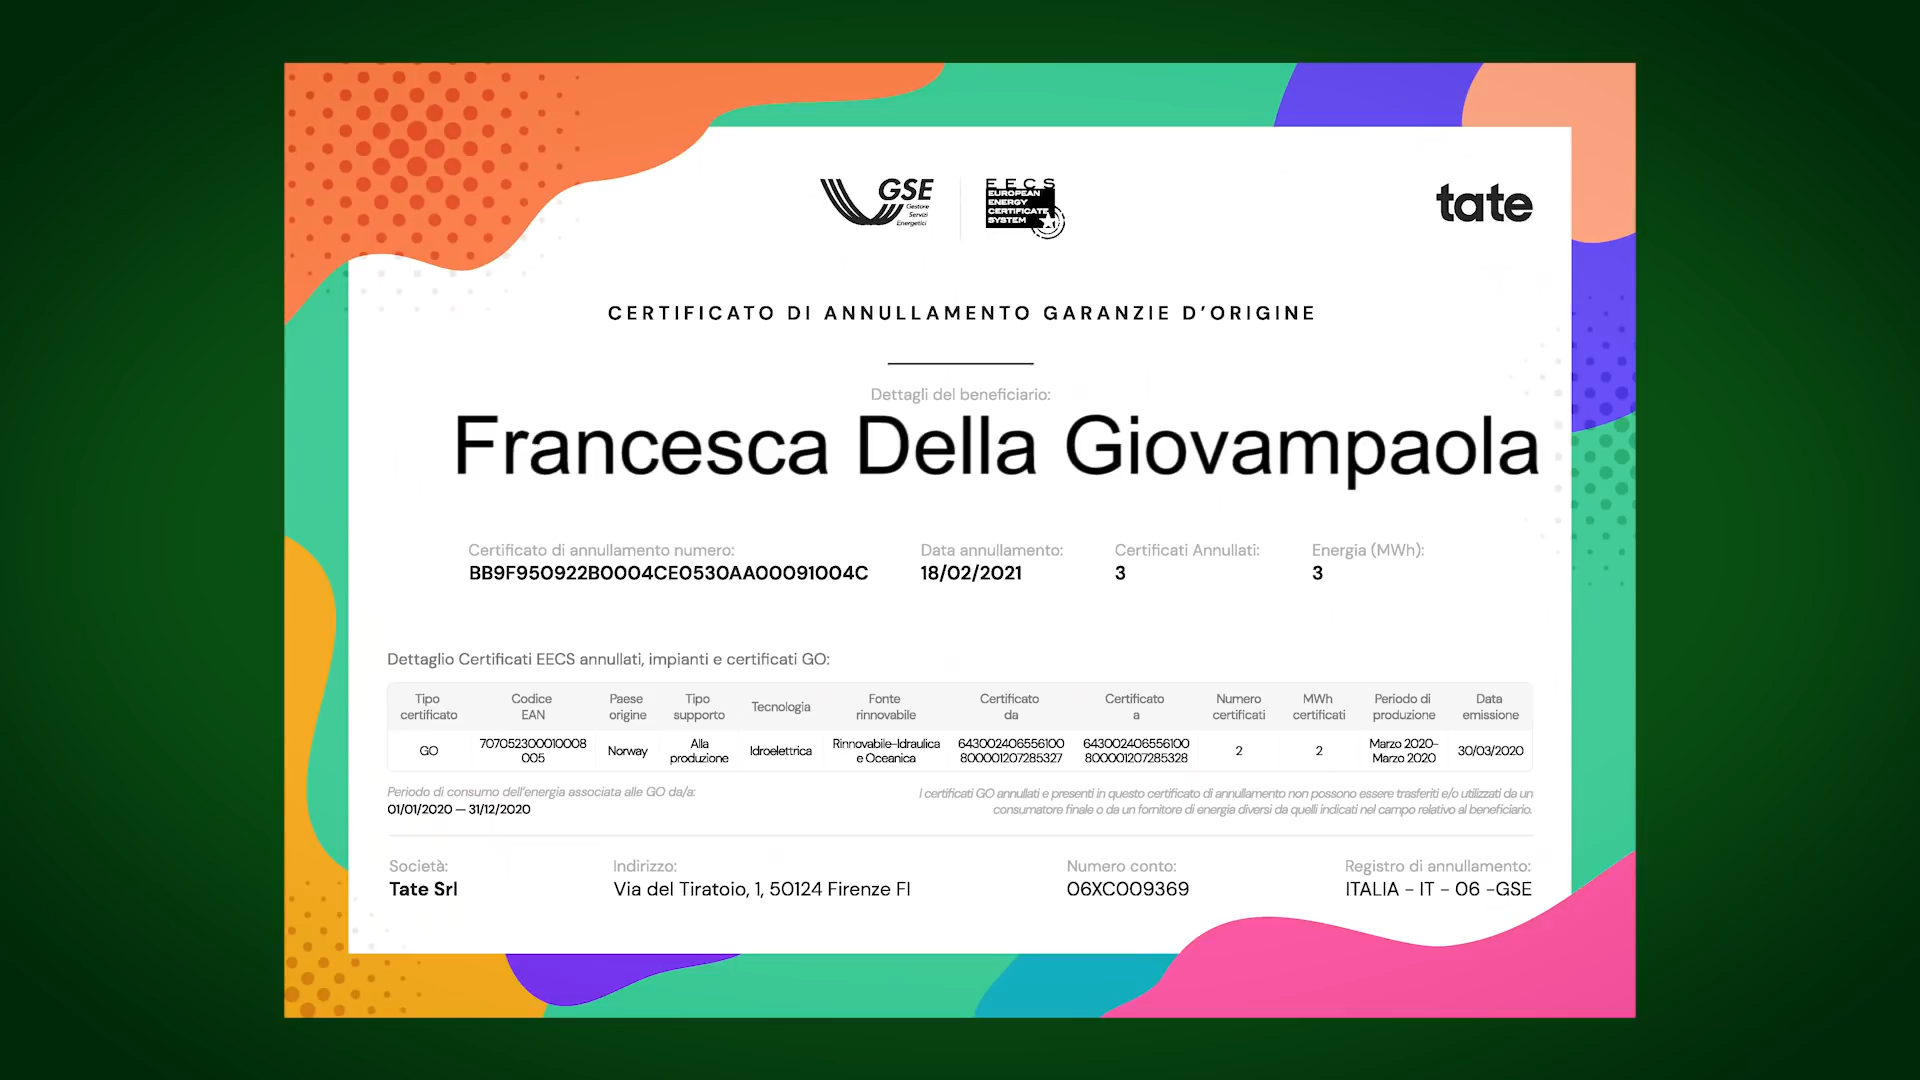 GSE
Gestore
Servizi
Energetici
EECS
EUROPEAN
ENERGY
CERTIFICATE
SYSTEM
tate
CERTIFICATO DI ANNULLAMENTO GARANZIE D'ORIGINE
Dettagli del beneficiario:
Francesca Della Giovampaola
Certificato di annullamento numero:
BB9F950922B0004CE0530AA00091004C
Data annullamento:
18/02/2021
Certificati Annullati:
3
Energia (MWh):
3
Dettaglio Certificati EECS annullati, impianti e certificati GO:
Tipo certificato
Codice EAN
Paese origine
Tipo supporto
Tecnologia
Fonte rinnovabile
Certificato da
Certificato a
Numero certificati
MWh certificati
Periodo di produzione
Data emissione
GO
707052300010008
005
Norway
Alla produzione
Idroelettrica
Rinnovabile-Idraulica e Oceanica
643002406556100
800001207285327
643002406556100
800001207285328
2
2
Marzo 2020-
Marzo 2020
30/03/2020
Periodo di consumo dell'energia associata alle GO da/a:
01/01/2020 — 31/12/2020
I certificati GO annullati e presenti in questo certificato di annullamento non possono essere trasferiti e/o utilizzati da un
consumatore finale o da un fornitore di energia diversi da quelli indicati nel campo relativo al beneficiario.
Società:
Tate Srl
Indirizzo:
Via del Tiratoio, 1, 50124 Firenze FI
Numero conto:
06XC009369
Registro di annullamento:
ITALIA - IT - 06 -GSE